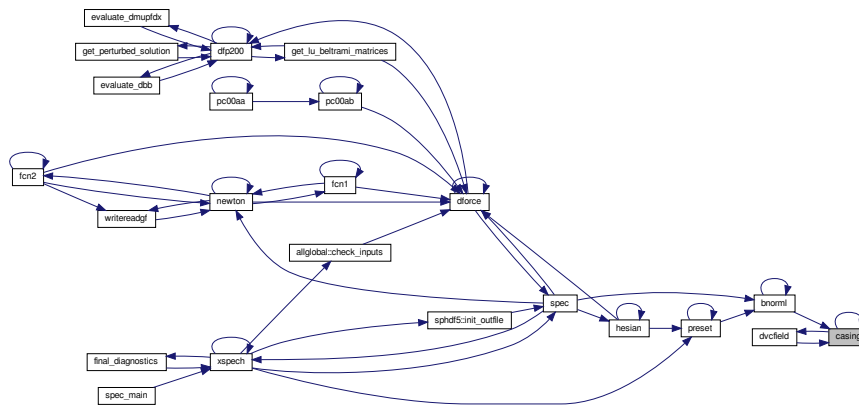 evaluate_dmupfdx
get_perturbed_solution
dfp200
get_lu_beltrami_matrices
evaluate_dbb
pc00aa
pc00ab
fcn2
fcn1
newton
dforce
writereadgf
allglobal::check_inputs
spec
bnorml
sphdf5::init_outfile
hesian
preset
dvcfield
casing
final_diagnostics
xspech
spec_main